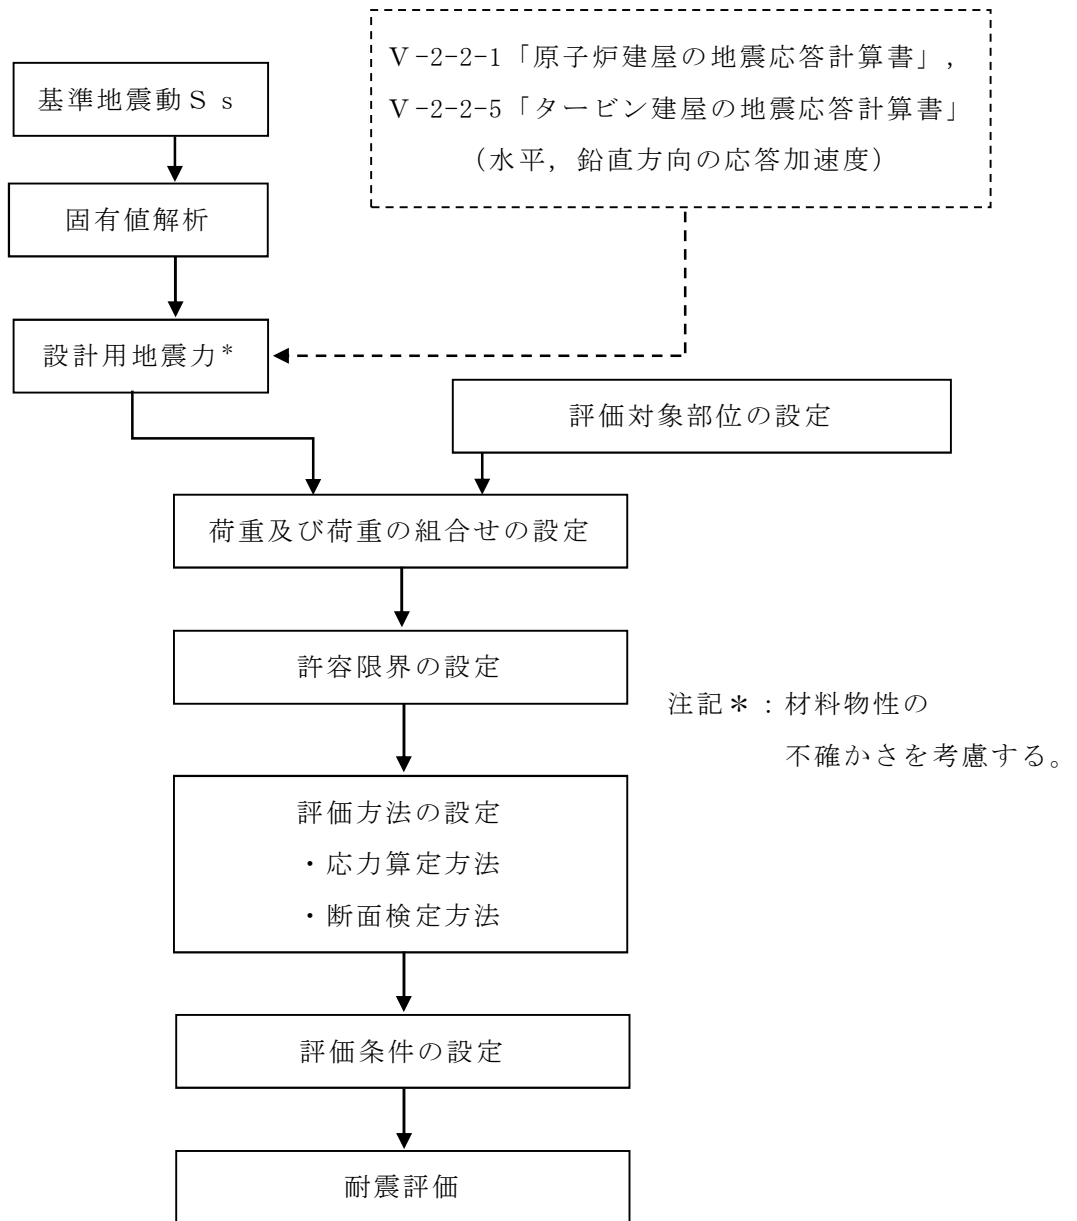 Ⅴ-2-2-1「原子炉建屋の地震応答計算書」,
Ⅴ-2-2-5「タービン建屋の地震応答計算書」
(水平,鉛直方向の応答加速度)
基準地震動Ss
固有値解析
設計用地震力*
評価対象部位の設定
荷重及び荷重の組合せの設定
許容限界の設定
注記*:材料物性の
不確かさを考慮する。
評価方法の設定
・応力算定方法
・断面検定方法
評価条件の設定
耐震評価